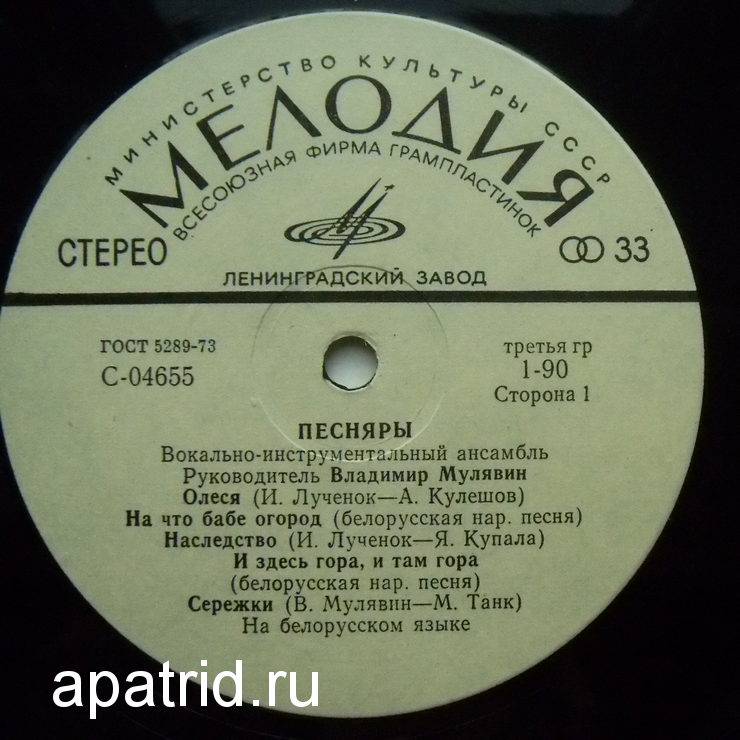 МИНИСТЕРСТВО КУЛЬТУРЫ СССР
МЕЛОДИЯ
ВСЕСОЮЗНАЯ ФИРМА ГРАМПЛАСТИНОК
СТЕРЕО
33
ЛЕНИНГРАДСКИЙ ЗАВОД
ГОСТ 5289-73
третья гр
С-04655
1-90
Сторона 1
ПЕСНЯРЫ
Вокально-инструментальный ансамбль
Руководитель Владимир Мулявин
Олеся (И. Лученок—А. Кулешов)
На что бабе огород (белорусская нар. песня)
Наследство (И. Лученок—Я. Купала)
И здесь гора, и там гора
(белорусская нар. песня)
Сережки (В. Мулявин—М. Танк)
На белорусском языке
apatrid.ru